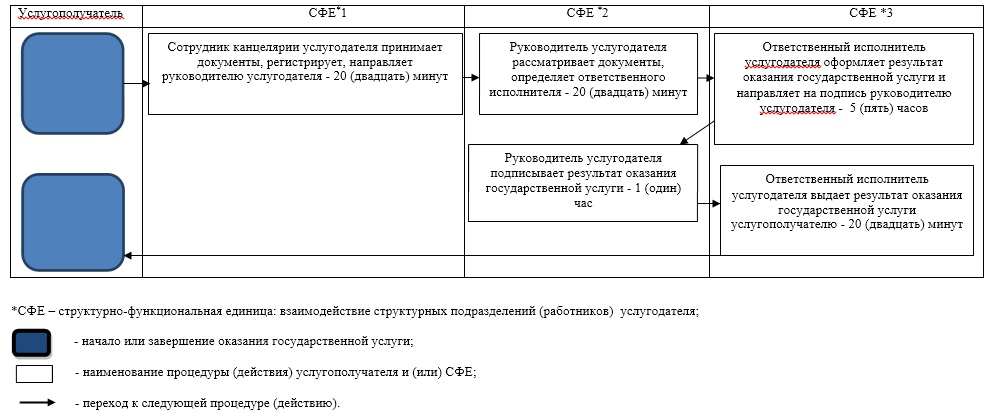 Услугополучатель
СФЕ*1
СФЕ *2
СФЕ *3
Сотрудник канцелярии услугодателя принимает
документы, регистрирует, направляет
руководителю услугодателя - 20 (двадцать) минут
Руководитель услугодателя
рассматривает документы,
определяет ответственного
исполнителя - 20 (двадцать) минут
Ответственный исполнитель
услугодателя оформляет результат
оказания государственной услуги и
направляет на подпись руководителю
услугодателя - 5 (пять) часов
Руководитель услугодателя
подписывает результат оказания
государственной услуги - 1 (один)
час
Ответственный исполнитель
услугодателя выдает результат оказания
государственной услуги
услугополучателю - 20 (двадцать) минут
*СФЕ – структурно-функциональная единица: взаимодействие структурных подразделений (работников) услугодателя;
- начало или завершение оказания государственной услуги;
- наименование процедуры (действия) услугополучателя и (или) СФЕ;
- переход к следующей процедуре (действию).